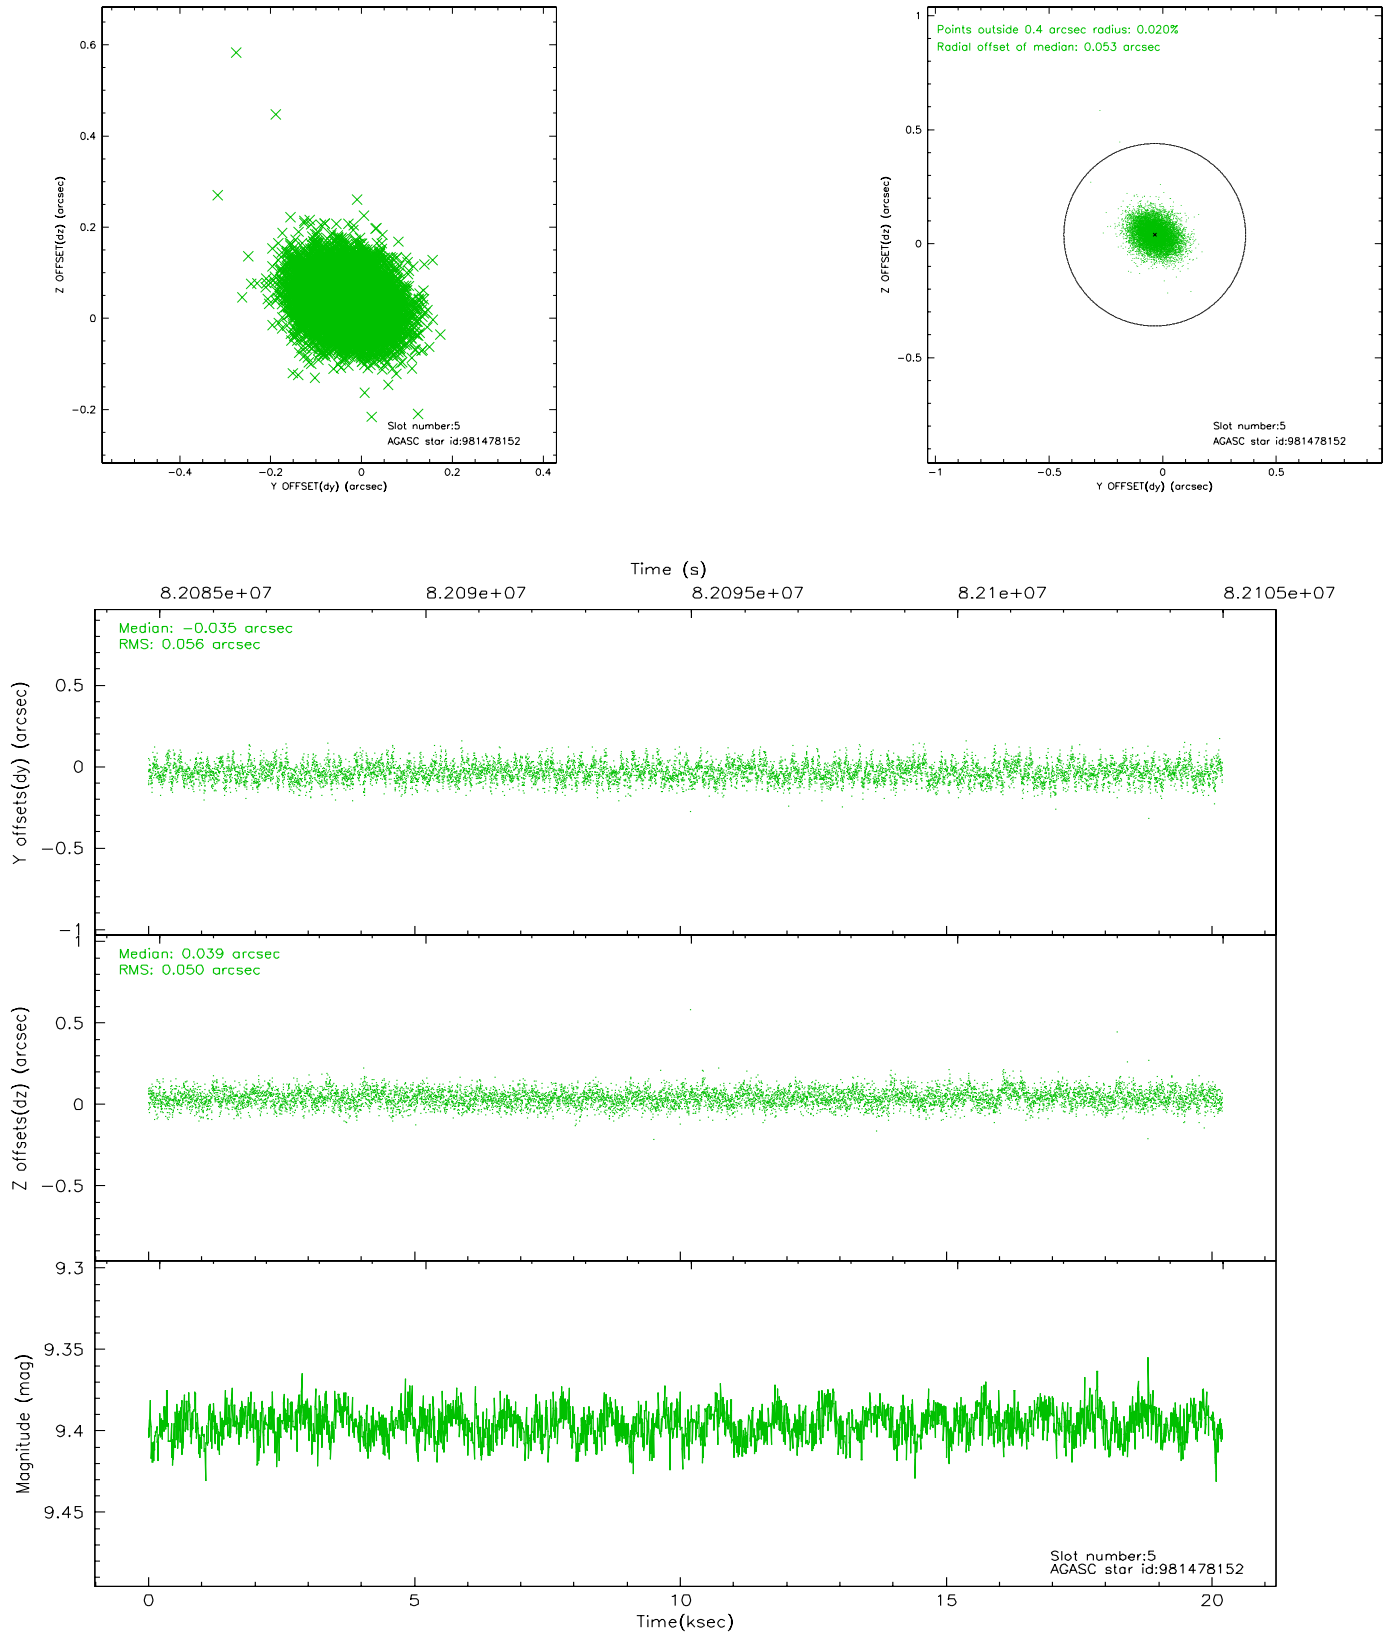 0.6
0.4
0.2
0
−0.2
Z OFFSET(dz) (arcsec)
Slot number:5
AGASC star id:981478152
−0.4
−0.2
0
0.2
0.4
Y OFFSET(dy) (arcsec)
Points outside 0.4 arcsec radius: 0.020%
Radial offset of median: 0.053 arcsec
1
0.5
0
−0.5
Z OFFSET(dz) (arcsec)
Slot number:5
AGASC star id:981478152
−1
−0.5
0
0.5
Y OFFSET(dy) (arcsec)
Time (s)
8.2085e+07
8.209e+07
8.2095e+07
8.21e+07
8.2105e+07
Median: −0.035 arcsec
RMS: 0.056 arcsec
0.5
0
−0.5
−1
Y offsets(dy) (arcsec)
Median: 0.039 arcsec
RMS: 0.050 arcsec
1
0.5
0
−0.5
Z offsets(dz) (arcsec)
9.3
9.35
9.4
9.45
Magnitude (mag)
Slot number:5
AGASC star id:981478152
0
5
10
15
20
Time(ksec)